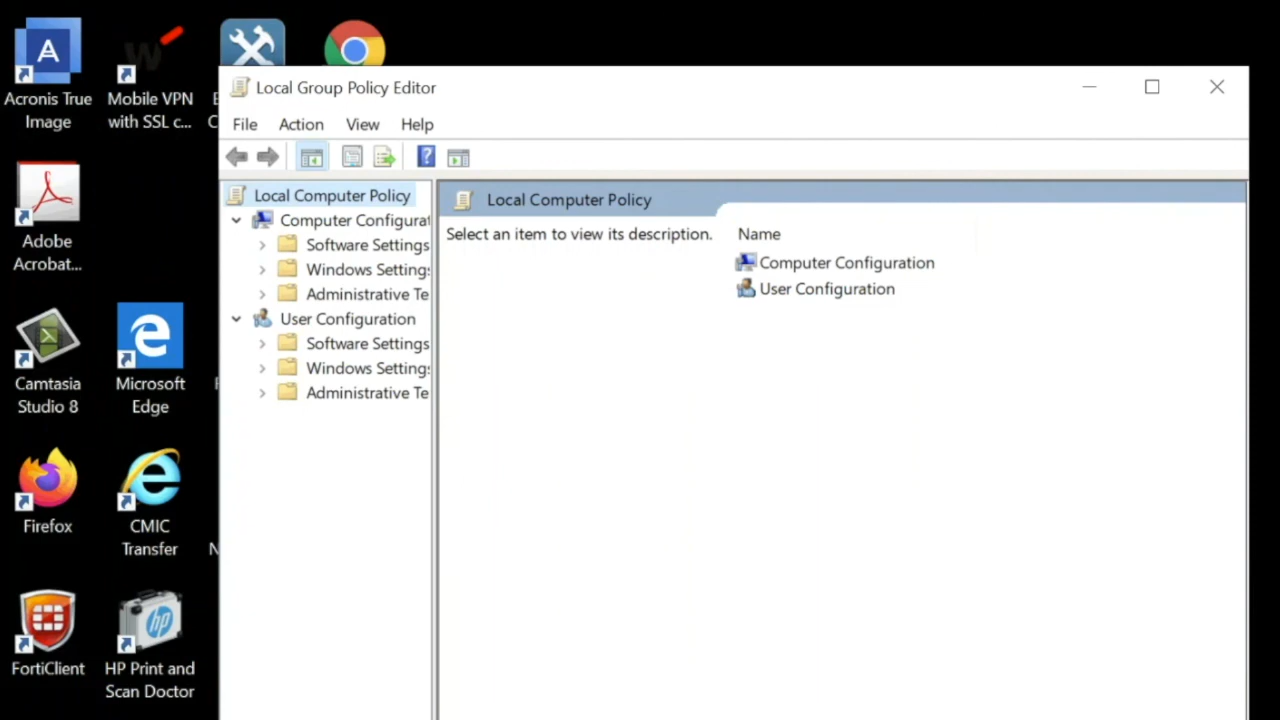 Acronis True
Image
Mobile VPN
with SSL c...
Adobe
Acrobat...
Camtasia
Studio 8
Microsoft
Edge
Firefox
CMIC
Transfer
FortiClient
HP Print and
Scan Doctor
Local Group Policy Editor
File Action View Help
Local Computer Policy
Computer Configurat
Software Settings
Windows Settings
Administrative Te
User Configuration
Software Settings
Windows Settings
Administrative Te
Local Computer Policy
Select an item to view its description.
Name
Computer Configuration
User Configuration